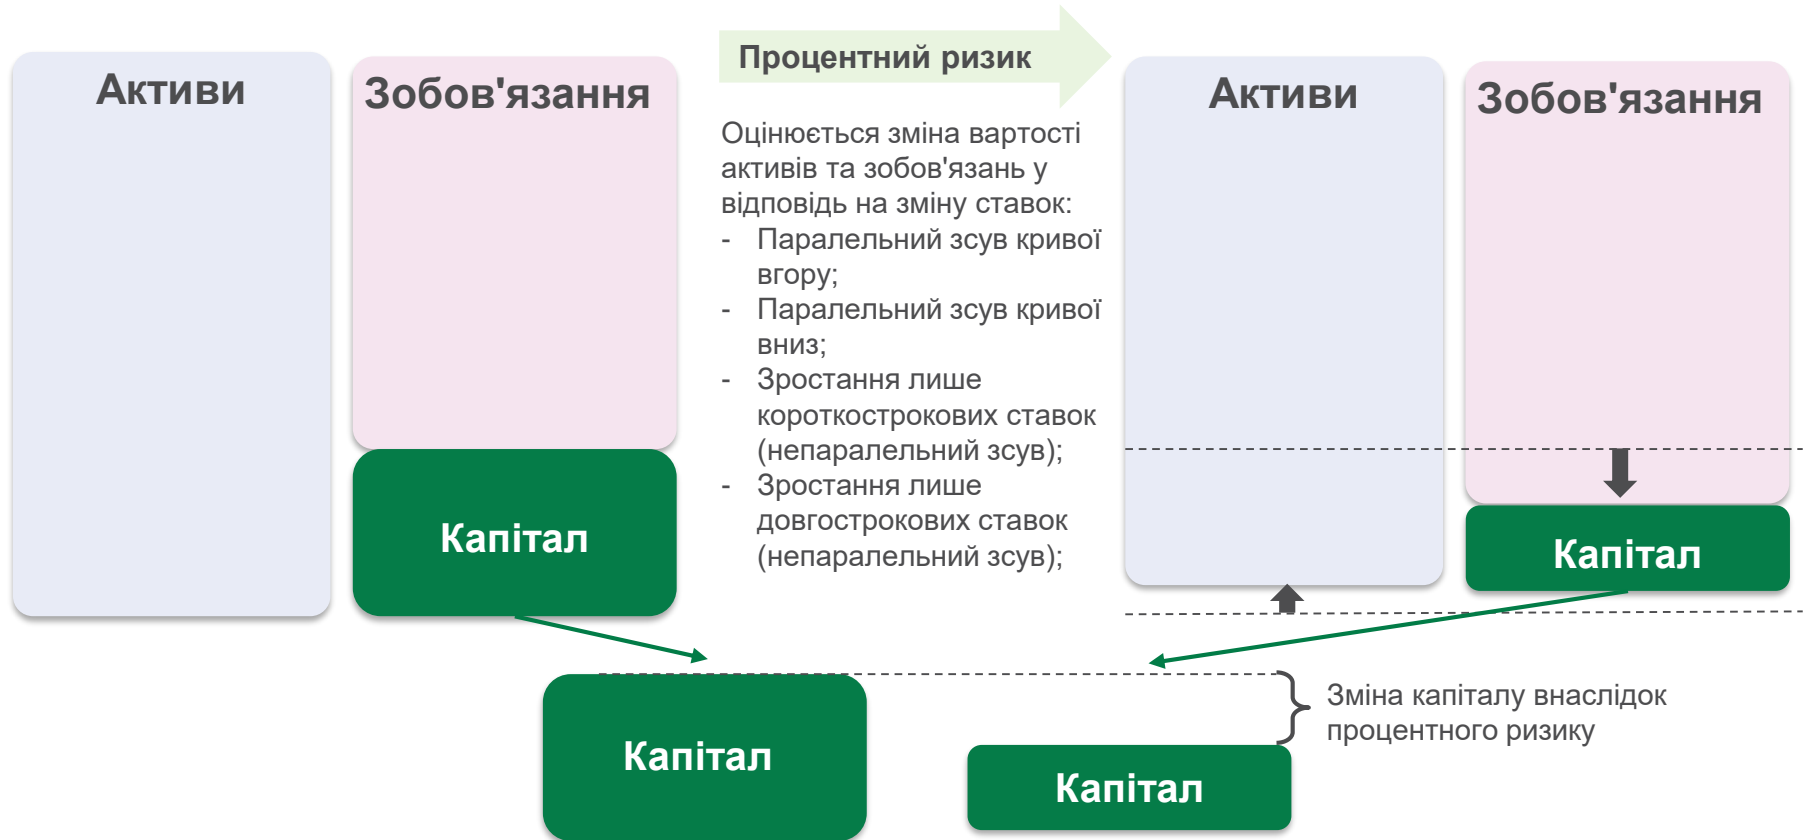 Активи
Зобов'язання
Капітал
Процентний ризик
Оцінюється зміна вартості
активів та зобов'язань у
відповідь на зміну ставок:
- Паралельний зсув кривої
вгору;
- Паралельний зсув кривої
вниз;
- Зростання лише
короткострокових ставок
(непаралельний зсув);
- Зростання лише
довгострокових ставок
(непаралельний зсув);
Активи
Зобов'язання
Капітал
Капітал
Капітал
Зміна капіталу внаслідок
процентного ризику